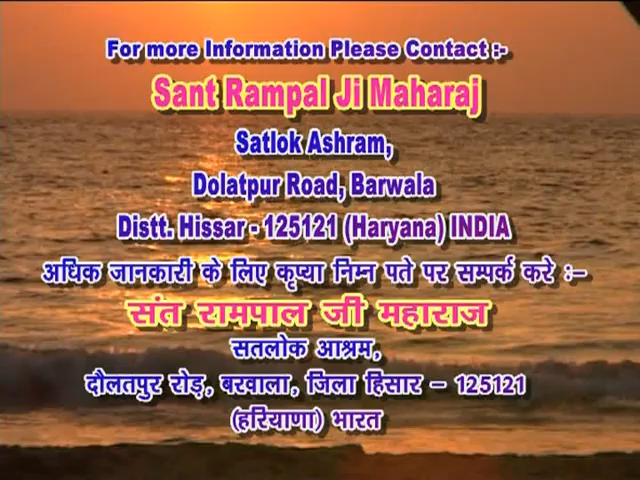 For more Information Please Contact :-
Sant Rampal Ji Maharaj
Satlok Ashram,
Dolatpur Road, Barwala
Distt. Hissar - 125121 (Haryana) INDIA
अधिक जानकारी के लिए कृप्या निम्न पते पर सम्पर्क करे :–
संत रामपाल जी महाराज
सतलोक आश्रम,
दौलतपुर रोड़, बरवाला, जिला हिसार – 125121
(हरियाणा) भारत